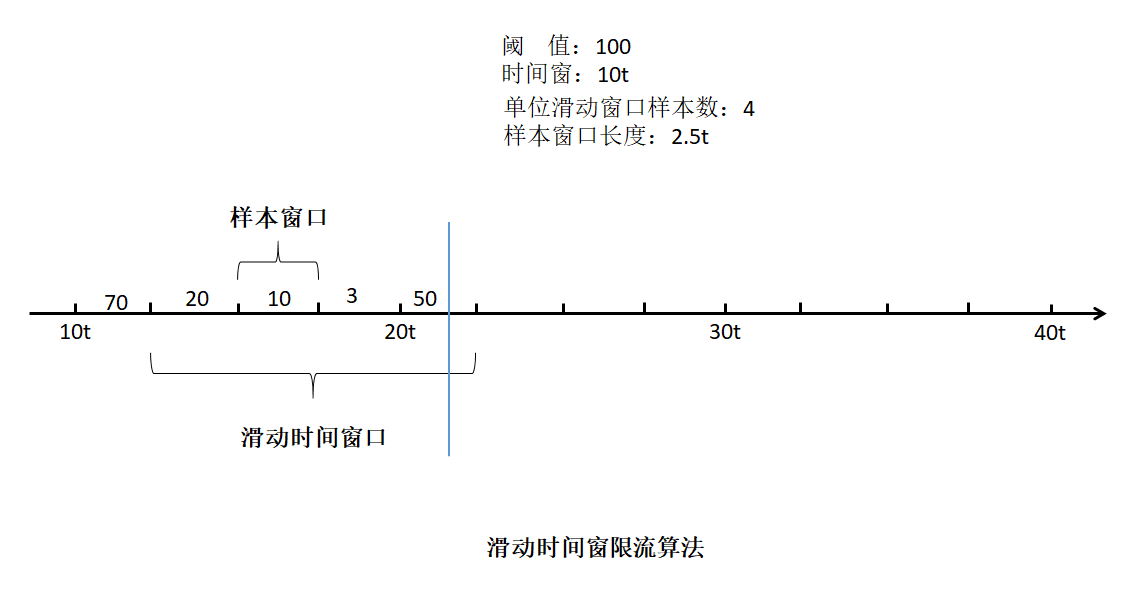 阈 值：100
时间窗：10t
单位滑动窗口样本数：4
样本窗口长度：2.5t
样本窗口
70 20 10 3 50
10t 20t 30t 40t
滑动时间窗口
滑动时间窗限流算法